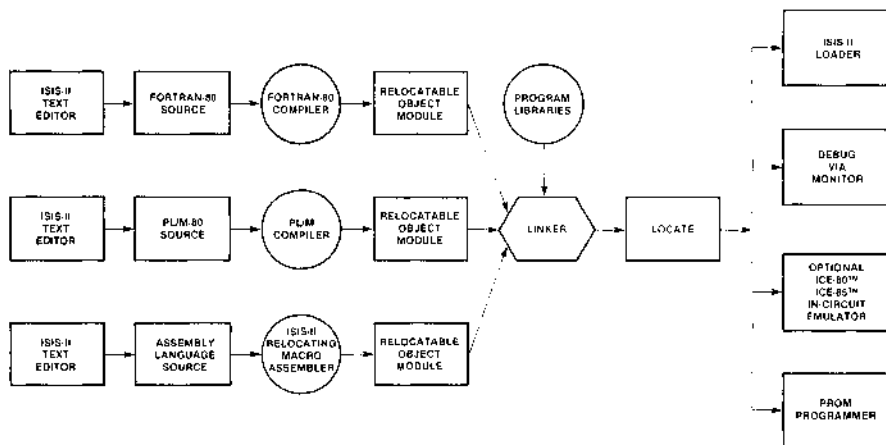 ISIS-II
TEXT
EDITOR
FORTRAN-80
SOURCE
FORTRAN-80
COMPILER
RELOCATABLE
OBJECT
MODULE
PROGRAM
LIBRARIES
ISIS-II
LOADER
DEBUG
VIA
MONITOR
ISIS-II
TEXT
EDITOR
PL/M-80
SOURCE
PL/M
COMPILER
RELOCATABLE
OBJECT
MODULE
LINKER
LOCATE
OPTIONAL
ICE-80™
ICE-85™
IN-CIRCUIT
EMULATOR
ISIS-II
TEXT
EDITOR
ASSEMBLY
LANGUAGE
SOURCE
ISIS-II
RELOCATING
MACRO
ASSEMBLER
RELOCATABLE
OBJECT
MODULE
PROM
PROGRAMMER